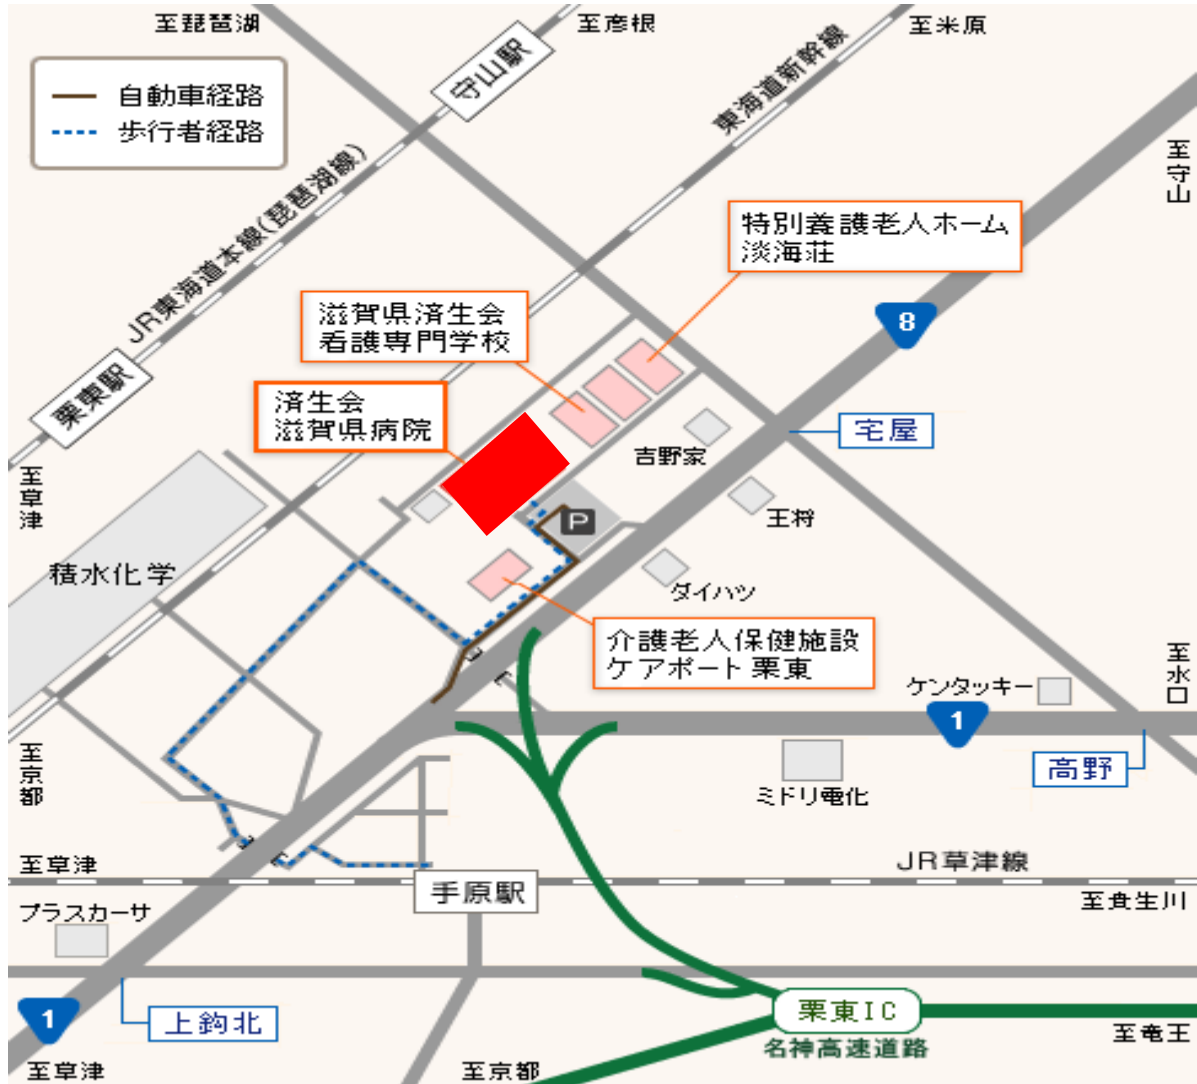 至琵琶湖
至彦根
至米原
守山駅
自動車経路
歩行者経路
東海道新幹線
至守山
JR東海道本線(琵琶湖線)
特別養護老人ホーム
淡海荘
滋賀県済生会
看護専門学校
8
栗東駅
済生会
滋賀県病院
宅屋
吉野家
至草津
王将
P
積水化学
ダイハツ
介護老人保健施設
ケアポート栗東
至水口
ケンタッキー
1
至京都
高野
ミドリ電化
至草津
JR草津線
手原駅
至貴生川
プラスカーサ
1
上鈎北
栗東IC
名神高速道路
至竜王
至草津
至京都